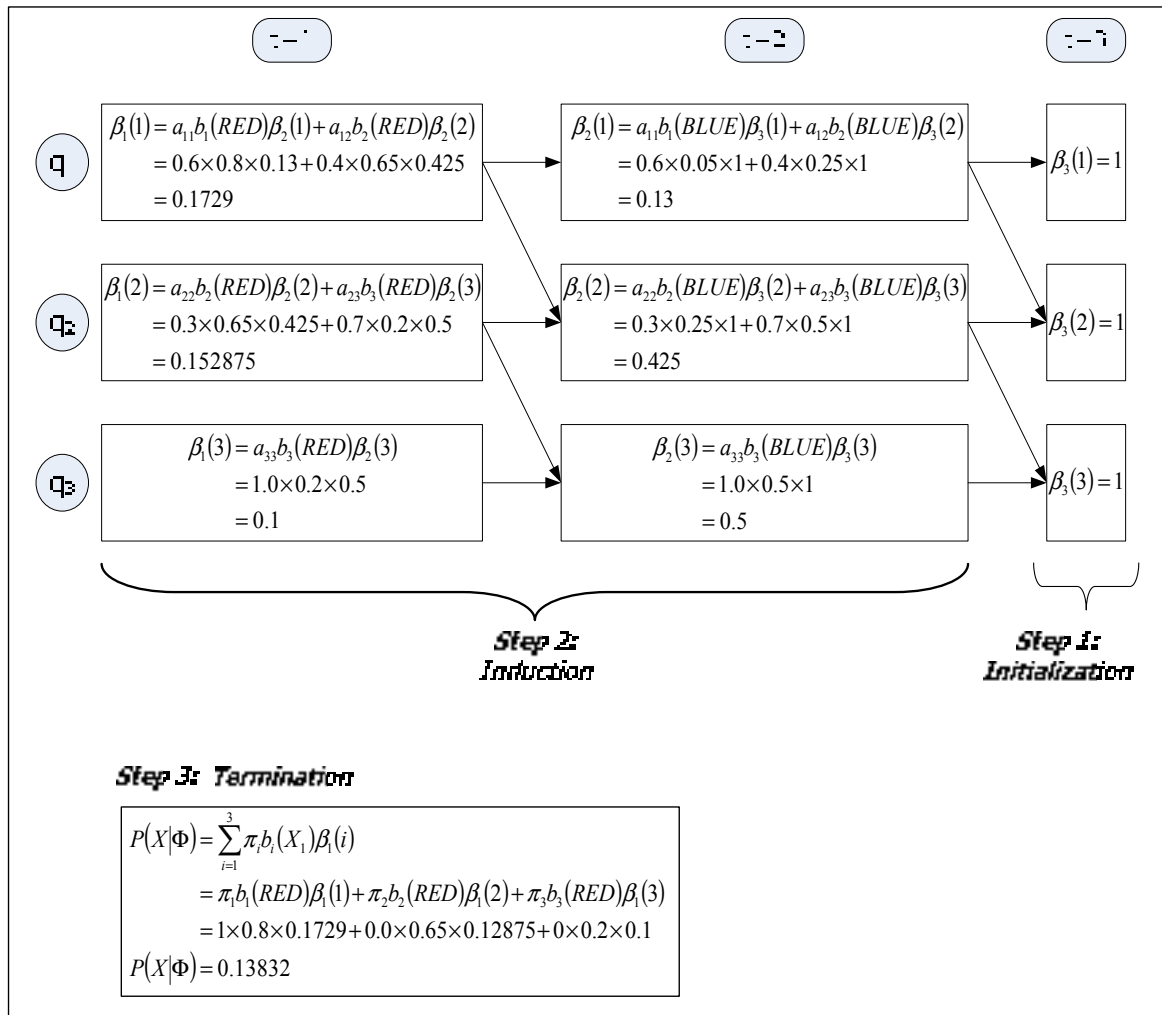 β₁(1) = a₁₁b₁(RED)β₂(1) + a₁₂b₂(RED)β₂(2)
= 0.6×0.8×0.13 + 0.4×0.65×0.425
= 0.1729
β₂(1) = a₁₁b₁(BLUE)β₃(1) + a₁₂b₂(BLUE)β₃(2)
= 0.6×0.05×1 + 0.4×0.25×1
= 0.13
β₃(1) = 1
q
β₁(2) = a₂₂b₂(RED)β₂(2) + a₂₃b₃(RED)β₂(3)
= 0.3×0.65×0.425 + 0.7×0.2×0.5
= 0.152875
β₂(2) = a₂₂b₂(BLUE)β₃(2) + a₂₃b₃(BLUE)β₃(3)
= 0.3×0.25×1 + 0.7×0.5×1
= 0.425
β₃(2) = 1
q₂
β₁(3) = a₃₃b₃(RED)β₂(3)
= 1.0×0.2×0.5
= 0.1
β₂(3) = a₃₃b₃(BLUE)β₃(3)
= 1.0×0.5×1
= 0.5
β₃(3) = 1
q₃
Step 2:
Induction
Step 1:
Initialization
Step 3: Termination
P(X|Φ) = ∑³ᵢ₌₁ πᵢbᵢ(X₁)β₁(i)
= π₁b₁(RED)β₁(1) + π₂b₂(RED)β₁(2) + π₃b₃(RED)β₁(3)
= 1×0.8×0.1729 + 0.0×0.65×0.12875 + 0×0.2×0.1
P(X|Φ) = 0.13832